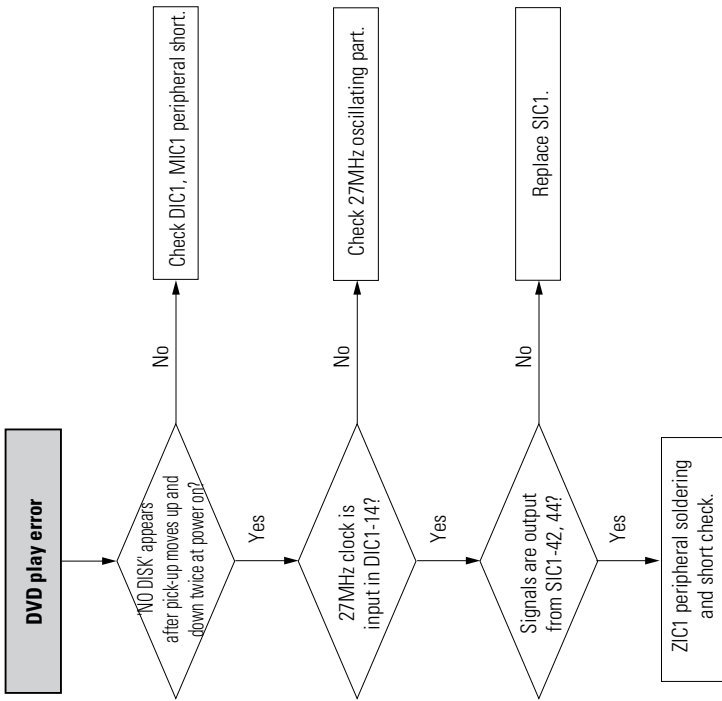 DVD play error
'NO DISK' appears
after pick-up moves up and
down twice at power on?
No
Check DIC1, MIC1 peripheral short.
Yes
27MHz clock is
input in DIC1-14?
No
Check 27MHz oscillating part.
Yes
Signals are output
from SIC1-42, 44?
No
Replace SIC1.
Yes
ZIC1 peripheral soldering
and short check.